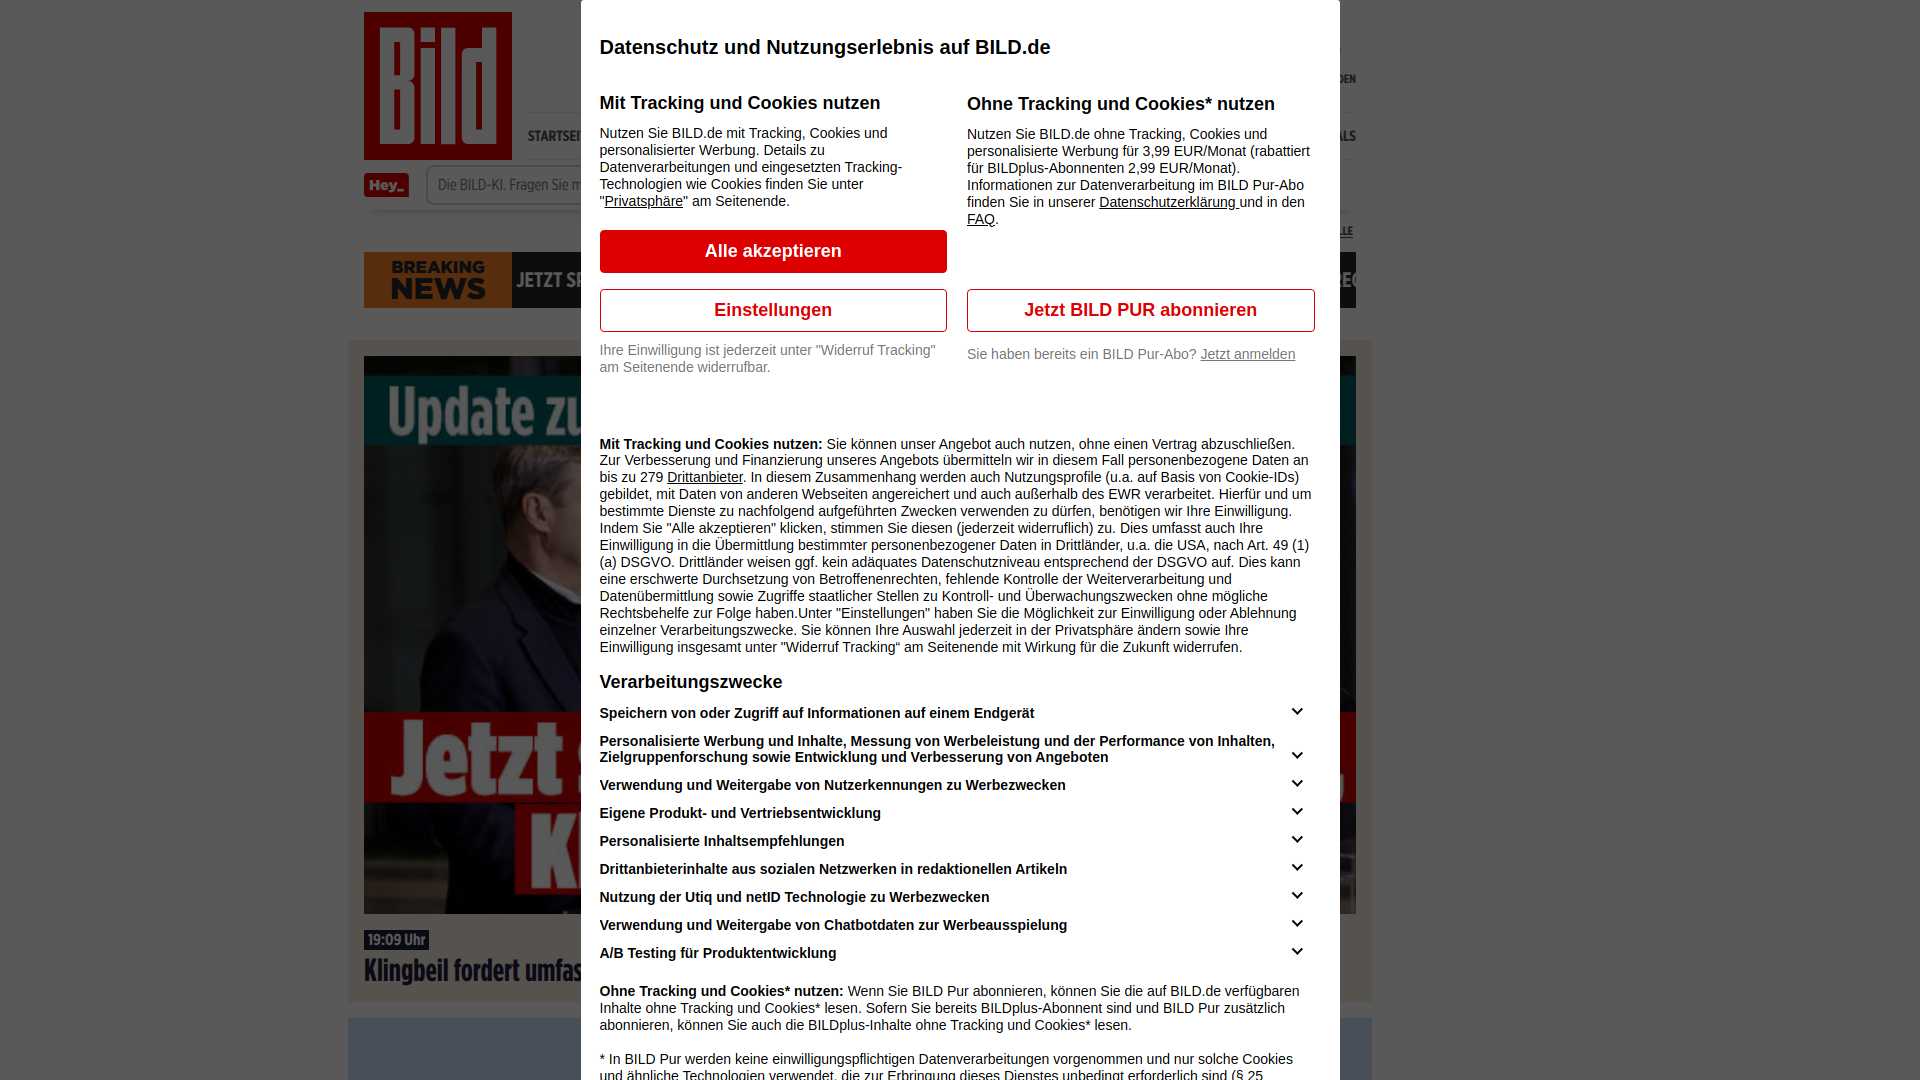 Bild
DEN
STARTSEI
ALS
Hey_
Die BILD-KI. Fragen Sie m
LLE
BREAKING
NEWS
JETZT SP
Update zu
Jetzt
19:09 Uhr
Klingbeil fordert umfas
Datenschutz und Nutzungserlebnis auf BILD.de
Mit Tracking und Cookies nutzen
Nutzen Sie BILD.de mit Tracking, Cookies und
personalisierter Werbung. Details zu
Datenverarbeitungen und eingesetzten Tracking-
Technologien wie Cookies finden Sie unter
"Privatsphäre" am Seitenende.
Alle akzeptieren
Einstellungen
Ihre Einwilligung ist jederzeit unter "Widerruf Tracking"
am Seitenende widerrufbar.
Ohne Tracking und Cookies* nutzen
Nutzen Sie BILD.de ohne Tracking, Cookies und
personalisierte Werbung für 3,99 EUR/Monat (rabattiert
für BILDplus-Abonnenten 2,99 EUR/Monat).
Informationen zur Datenverarbeitung im BILD Pur-Abo
finden Sie in unserer Datenschutzerklärung und in den
FAQ.
Jetzt BILD PUR abonnieren
Sie haben bereits ein BILD Pur-Abo? Jetzt anmelden
Mit Tracking und Cookies nutzen: Sie können unser Angebot auch nutzen, ohne einen Vertrag abzuschließen.
Zur Verbesserung und Finanzierung unseres Angebots übermitteln wir in diesem Fall personenbezogene Daten an
bis zu 279 Drittanbieter. In diesem Zusammenhang werden auch Nutzungsprofile (u.a. auf Basis von Cookie-IDs)
gebildet, mit Daten von anderen Webseiten angereichert und auch außerhalb des EWR verarbeitet. Hierfür und um
bestimmte Dienste zu nachfolgend aufgeführten Zwecken verwenden zu dürfen, benötigen wir Ihre Einwilligung.
Indem Sie "Alle akzeptieren" klicken, stimmen Sie diesen (jederzeit widerruflich) zu. Dies umfasst auch Ihre
Einwilligung in die Übermittlung bestimmter personenbezogener Daten in Drittländer, u.a. die USA, nach Art. 49 (1)
(a) DSGVO. Drittländer weisen ggf. kein adäquates Datenschutzniveau entsprechend der DSGVO auf. Dies kann
eine erschwerte Durchsetzung von Betroffenenrechten, fehlende Kontrolle der Weiterverarbeitung und
Datenübermittlung sowie Zugriffe staatlicher Stellen zu Kontroll- und Überwachungszwecken ohne mögliche
Rechtsbehelfe zur Folge haben.Unter "Einstellungen" haben Sie die Möglichkeit zur Einwilligung oder Ablehnung
einzelner Verarbeitungszwecke. Sie können Ihre Auswahl jederzeit in der Privatsphäre ändern sowie Ihre
Einwilligung insgesamt unter "Widerruf Tracking“ am Seitenende mit Wirkung für die Zukunft widerrufen.
Verarbeitungszwecke
Speichern von oder Zugriff auf Informationen auf einem Endgerät
Personalisierte Werbung und Inhalte, Messung von Werbeleistung und der Performance von Inhalten,
Zielgruppenforschung sowie Entwicklung und Verbesserung von Angeboten
Verwendung und Weitergabe von Nutzerkennungen zu Werbezwecken
Eigene Produkt- und Vertriebsentwicklung
Personalisierte Inhaltsempfehlungen
Drittanbieterinhalte aus sozialen Netzwerken in redaktionellen Artikeln
Nutzung der Utiq und netID Technologie zu Werbezwecken
Verwendung und Weitergabe von Chatbotdaten zur Werbeausspielung
A/B Testing für Produktentwicklung
Ohne Tracking und Cookies* nutzen: Wenn Sie BILD Pur abonnieren, können Sie die auf BILD.de verfügbaren
Inhalte ohne Tracking und Cookies* lesen. Sofern Sie bereits BILDplus-Abonnent sind und BILD Pur zusätzlich
abonnieren, können Sie auch die BILDplus-Inhalte ohne Tracking und Cookies* lesen.
* In BILD Pur werden keine einwilligungspflichtigen Datenverarbeitungen vorgenommen und nur solche Cookies
und ähnliche Technologien verwendet, die zur Erbringung dieses Dienstes unbedingt erforderlich sind (§ 25